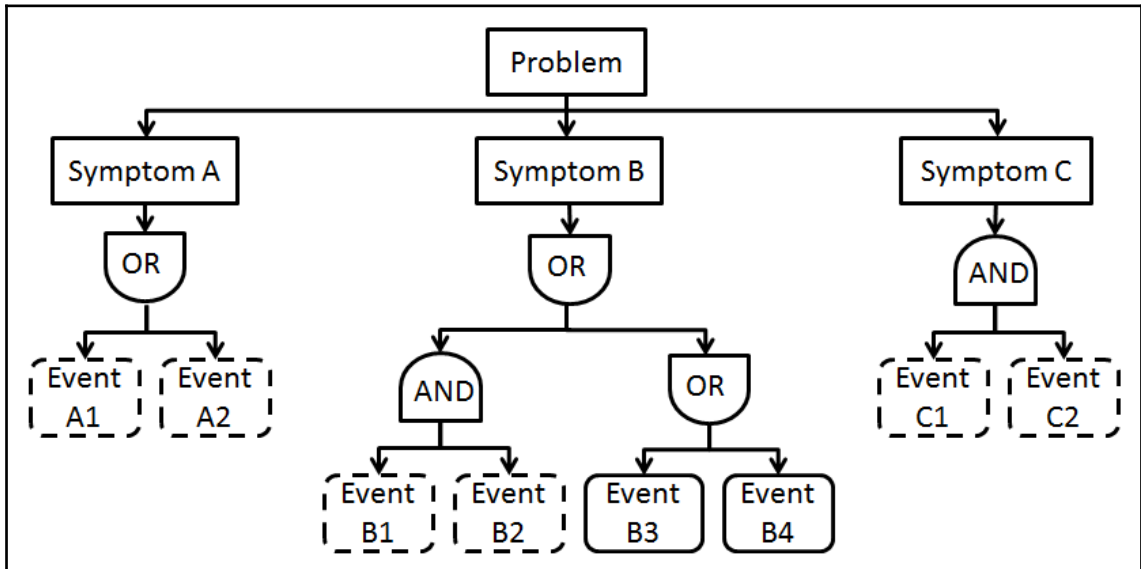 Problem
Symptom A
Symptom B
Symptom C
OR
OR
AND
Event
A1
Event
A2
AND
OR
Event
C1
Event
C2
Event
B1
Event
B2
Event
B3
Event
B4